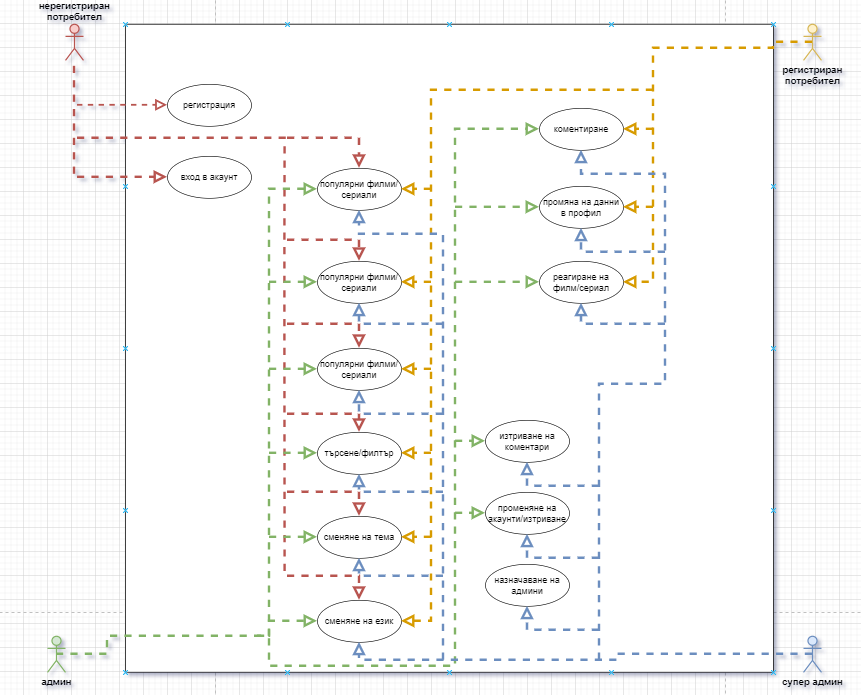 нерегистриран
потребител
регистриран
потребител
регистрация
вход в акаунт
популярни филми/
сериали
популярни филми/
сериали
популярни филми/
сериали
търсене/филтър
сменяне на тема
сменяне на език
коментиране
промяна на данни
в профил
реагиране на
филм/сериал
изтриване на
коментари
променяне на
акаунти/изтриване
назначаване на
админи
админ
супер админ